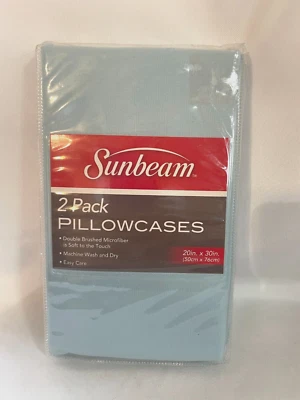 Sunbeam
2 Pack
PILLOWCASES
• Double Brushed Microfiber
is Soft to the Touch
• Machine Wash and Dry
• Easy Care
20in. x 30in.
(50cm x 76cm)